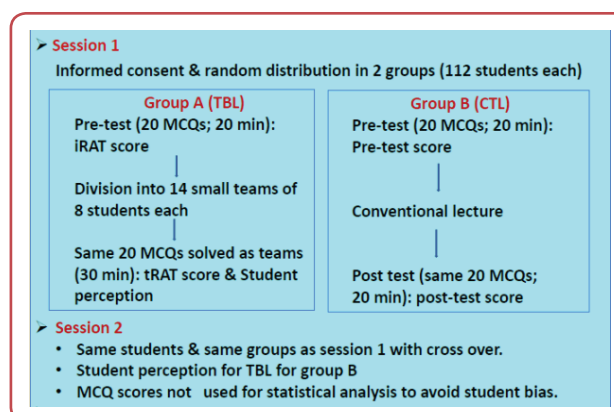 ➤ Session 1
Informed consent & random distribution in 2 groups (112 students each)
Group A (TBL)
Pre-test (20 MCQs; 20 min):
iRAT score
Division into 14 small teams of
8 students each
Same 20 MCQs solved as teams
(30 min): tRAT score & Student
perception
Group B (CTL)
Pre-test (20 MCQs; 20 min):
Pre-test score
Conventional lecture
Post test (same 20 MCQs;
20 min): post-test score
➤ Session 2
• Same students & same groups as session 1 with cross over.
• Student perception for TBL for group B
• MCQ scores not used for statistical analysis to avoid student bias.